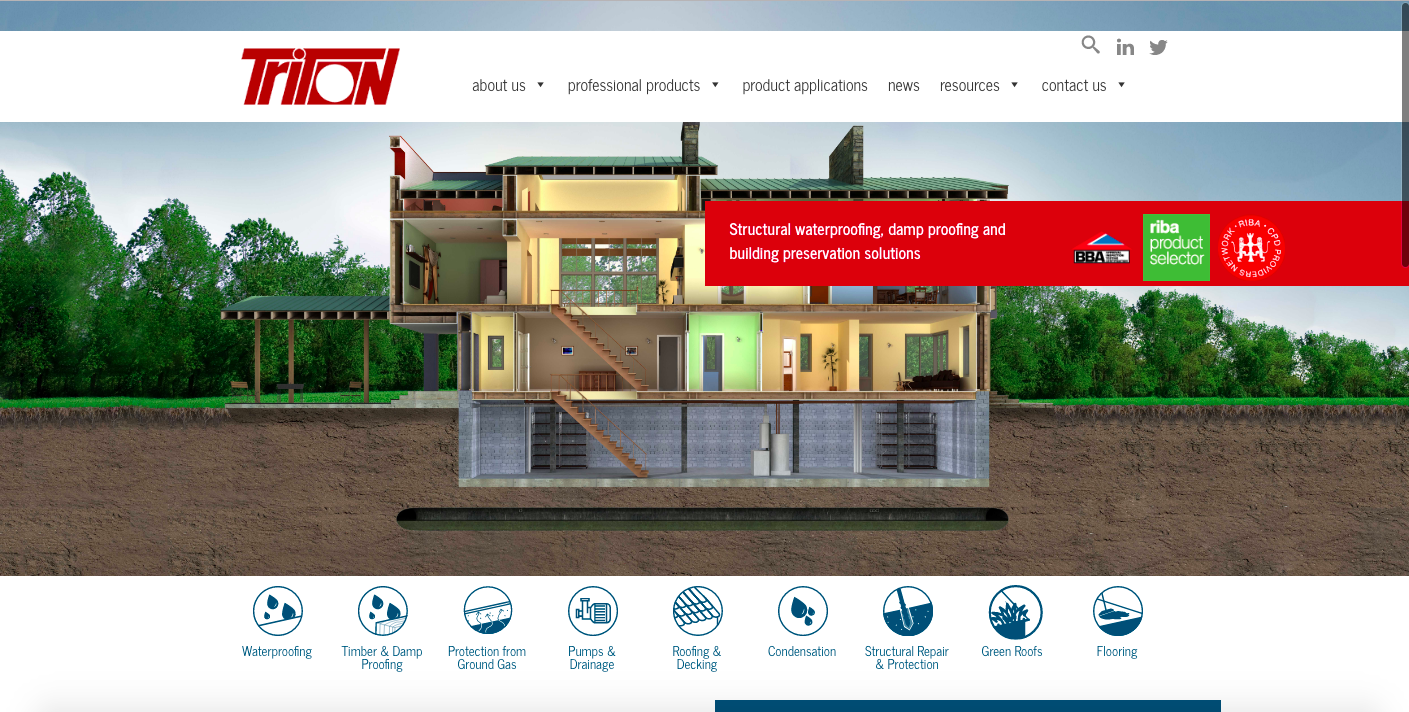 TriTON
about us
professional products
product applications
news
resources
contact us
Structural waterproofing, damp proofing and
building preservation solutions
BBA
riba
product
selector
RIBA · CPD · PROVIDERS NETWORK ·
Waterproofing
Timber & Damp
Proofing
Protection from
Ground Gas
Pumps &
Drainage
Roofing &
Decking
Condensation
Structural Repair
& Protection
Green Roofs
Flooring